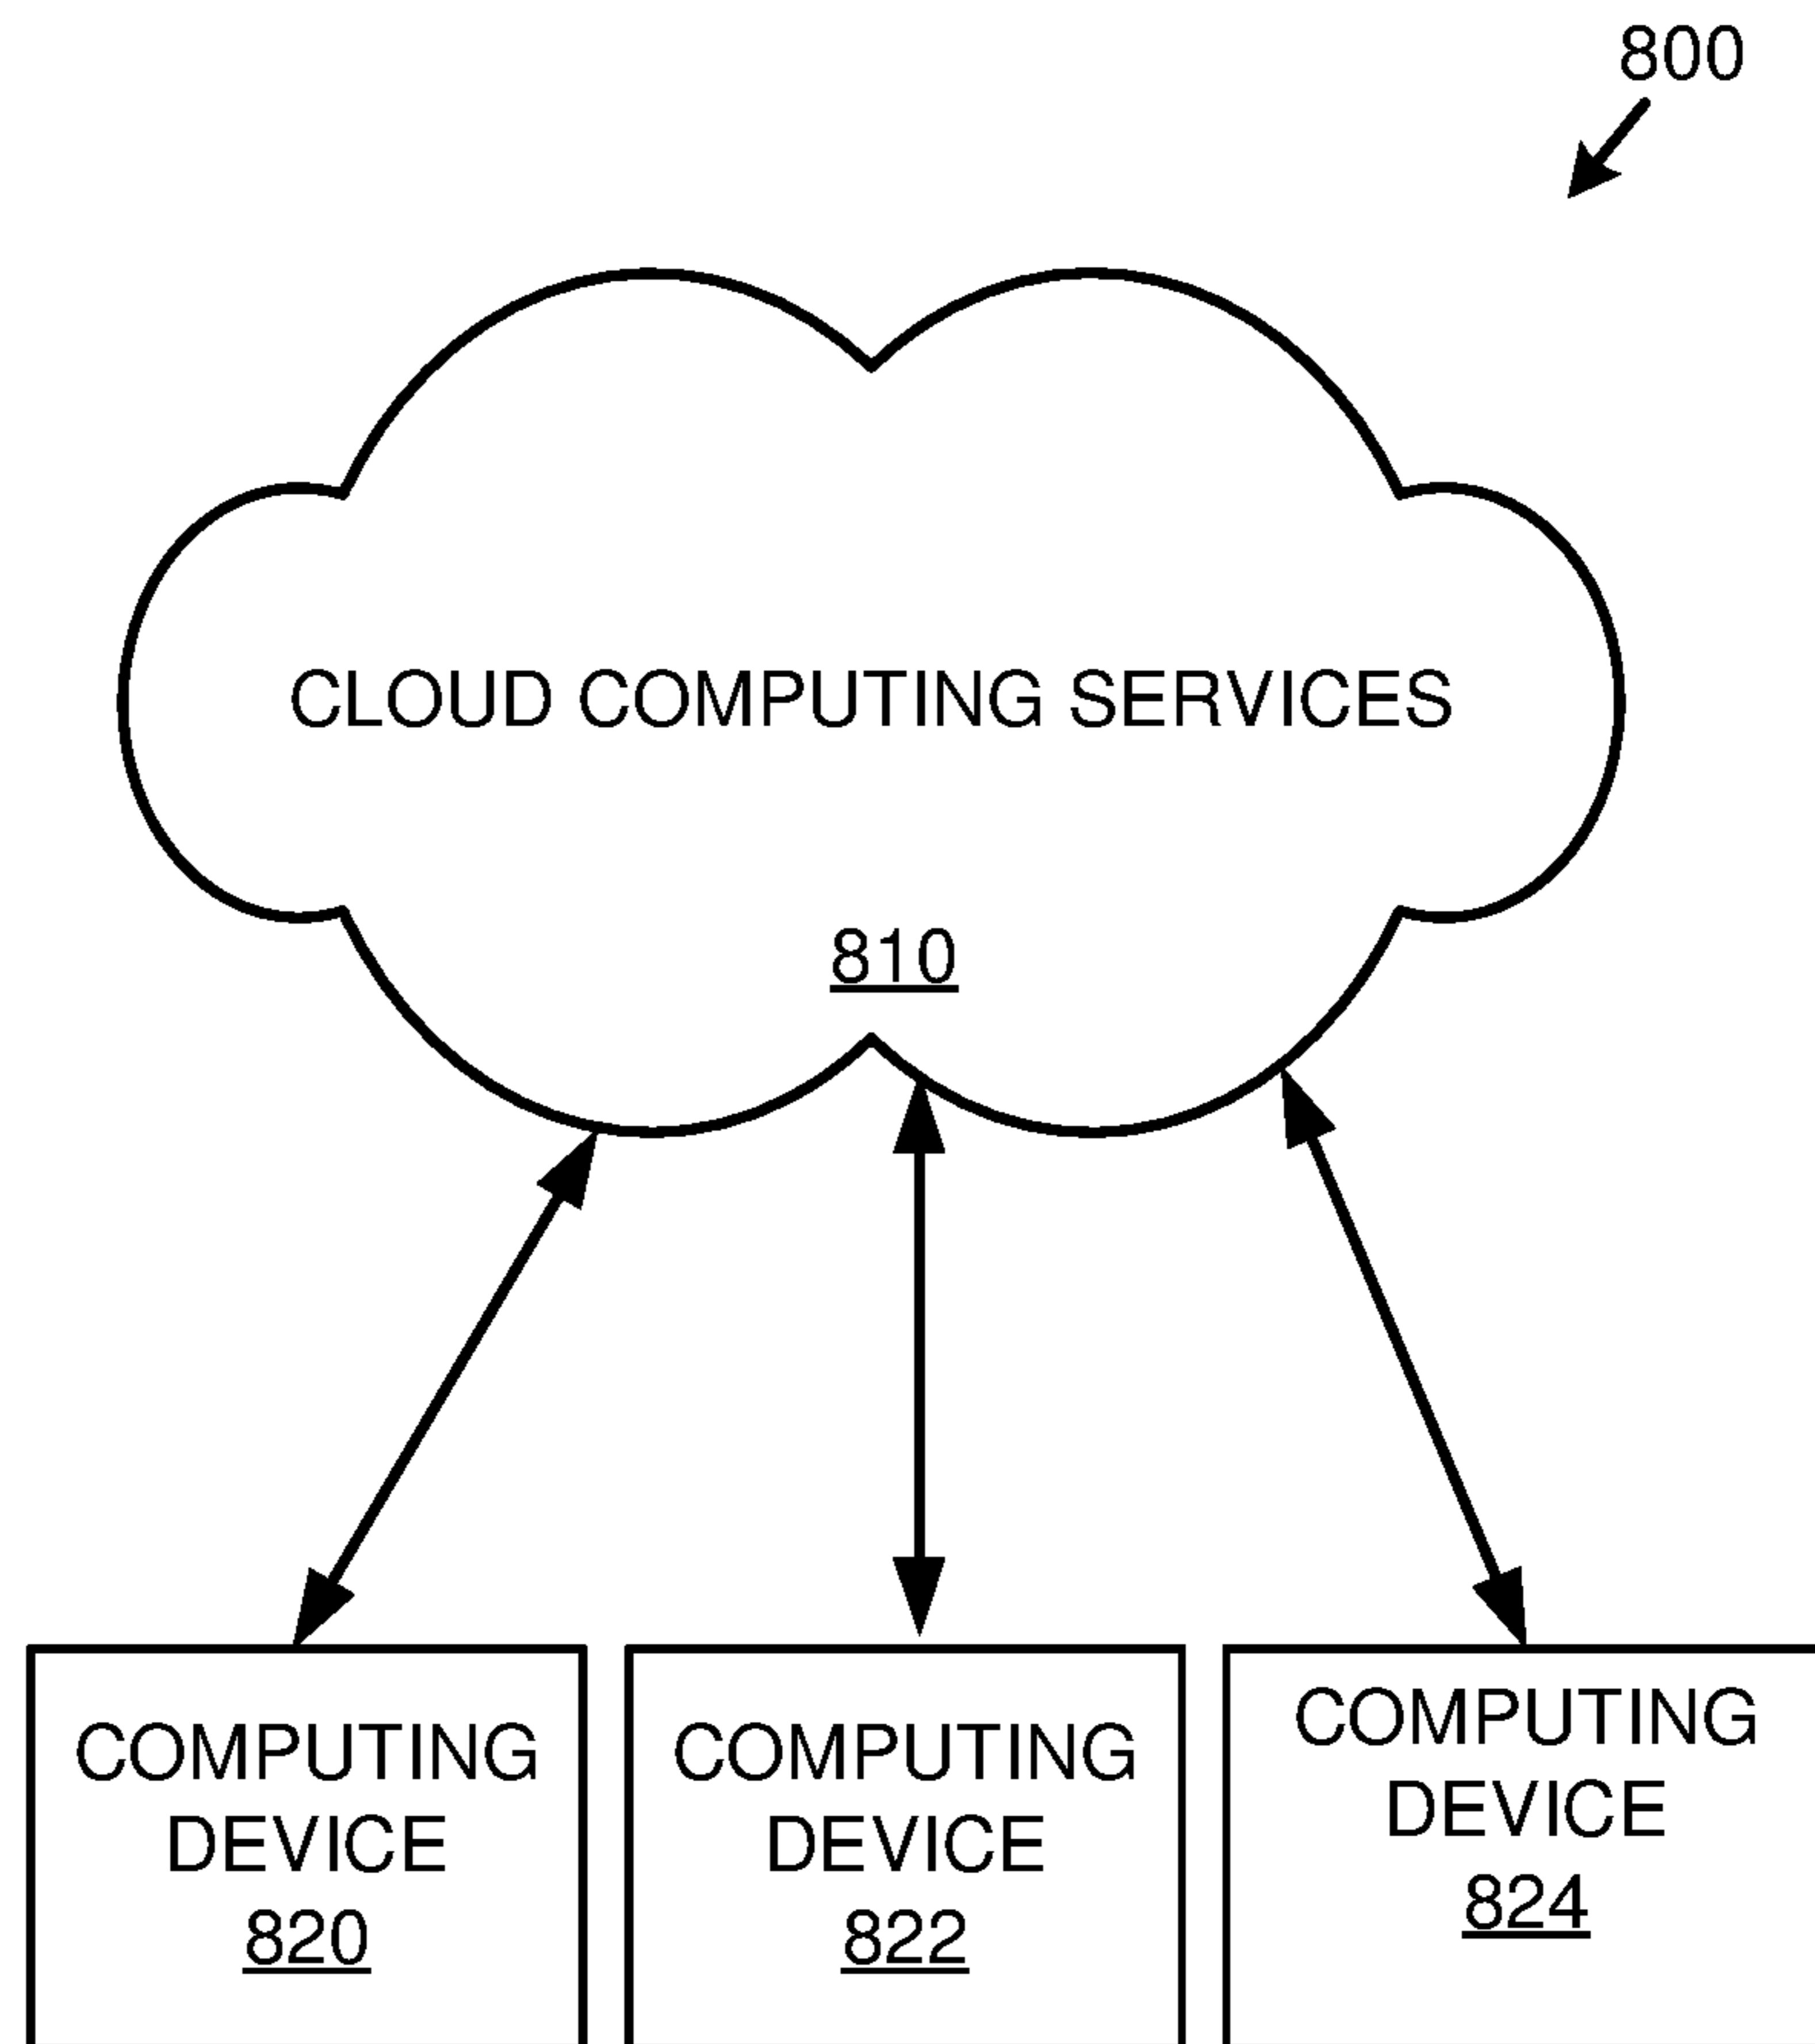 800
CLOUD COMPUTING SERVICES
810
COMPUTING
DEVICE
820
COMPUTING
DEVICE
822
COMPUTING
DEVICE
824